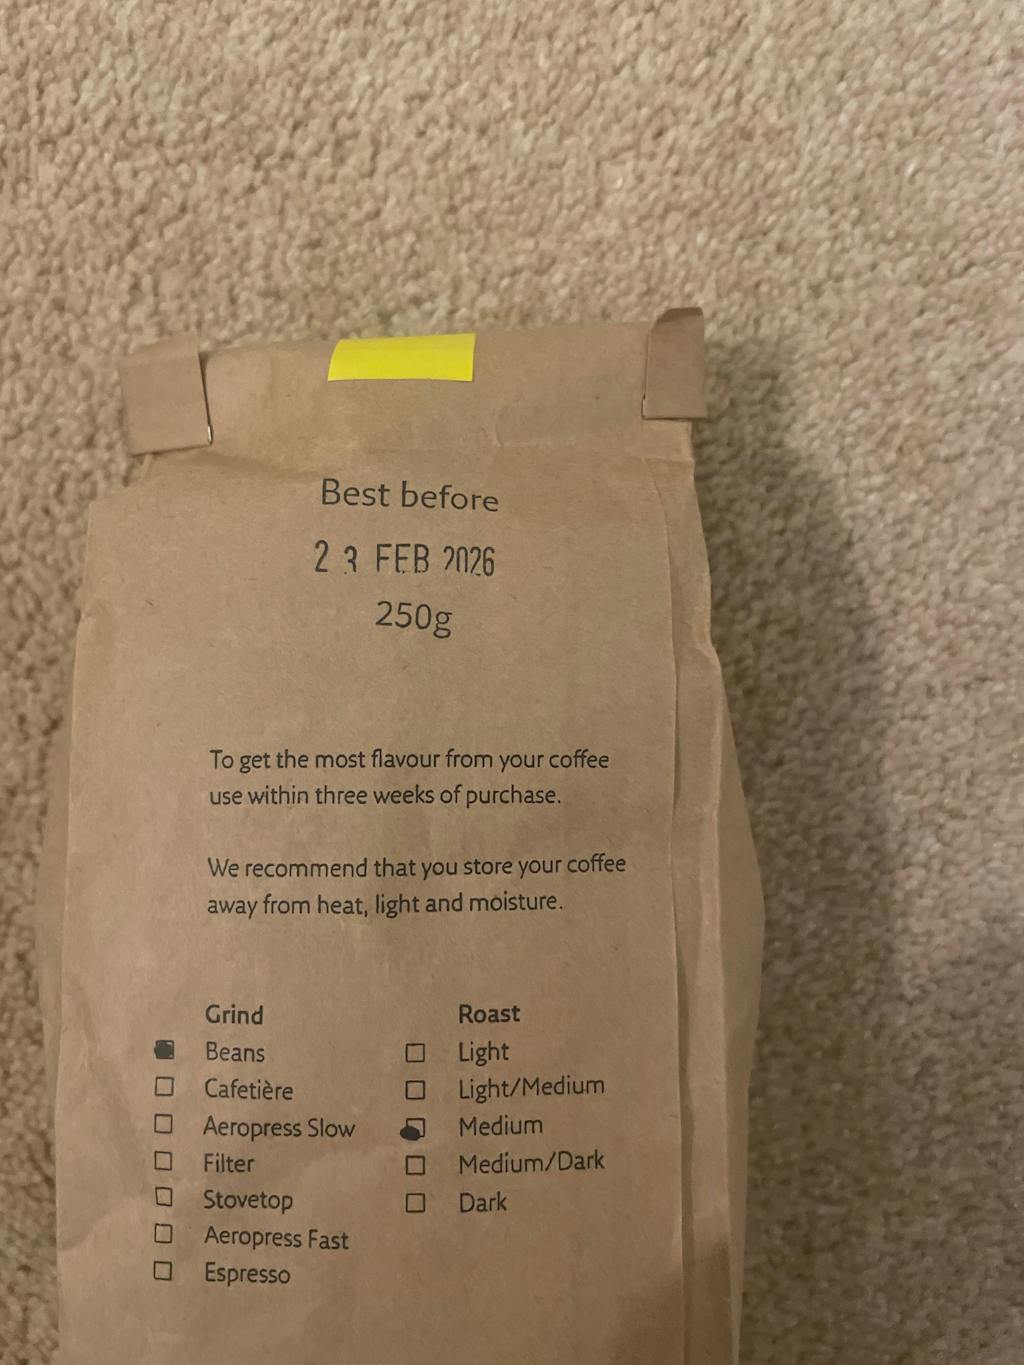 Best before
23 FEB 2026
250g
To get the most flavour from your coffee
use within three weeks of purchase.
We recommend that you store your coffee
away from heat, light and moisture.
Grind
Beans
Cafetière
Aeropress Slow
Filter
Stovetop
Aeropress Fast
Espresso
Roast
Light
Light/Medium
Medium
Medium/Dark
Dark